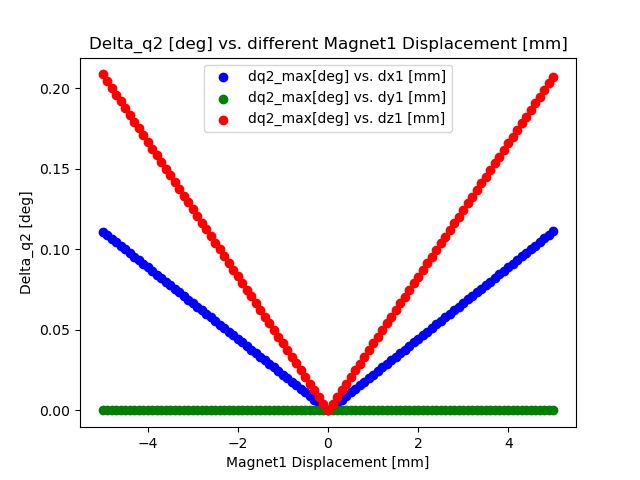 Delta_q2 [deg] vs. different Magnet1 Displacement [mm]
dq2_max[deg] vs. dx1 [mm]
dq2_max[deg] vs. dy1 [mm]
dq2_max[deg] vs. dz1 [mm]
0.20
0.15
0.10
0.05
0.00
Delta_q2 [deg]
−4
−2
0
2
4
Magnet1 Displacement [mm]